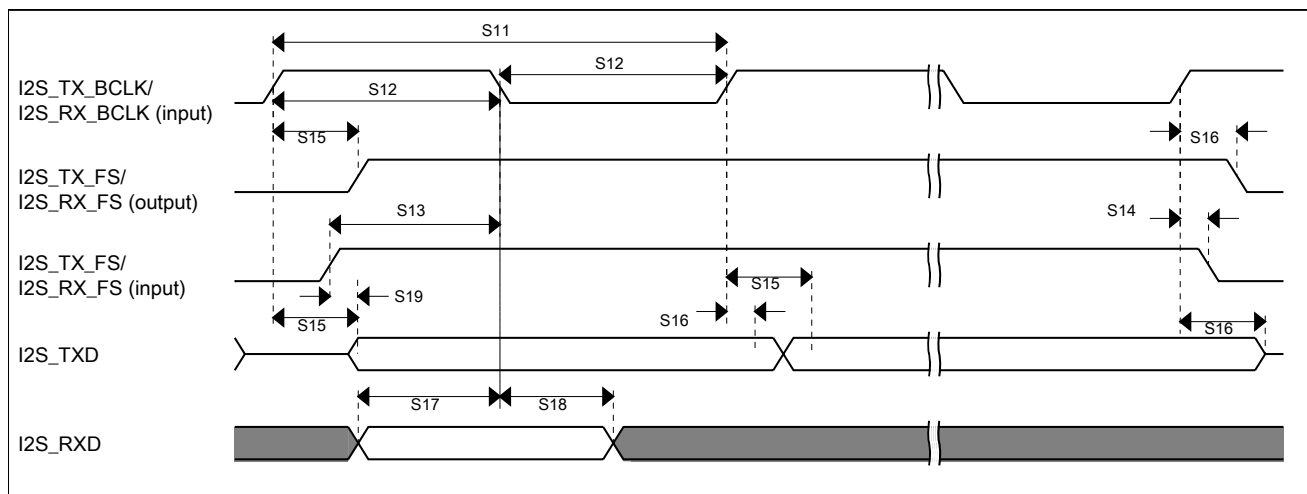 S11
I2S_TX_BCLK/
I2S_RX_BCLK (input)
S12
S12
S15
S16
I2S_TX_FS/
I2S_RX_FS (output)
S13
S14
I2S_TX_FS/
I2S_RX_FS (input)
S15
S19
S15
S16
S16
I2S_TXD
S17
S18
I2S_RXD